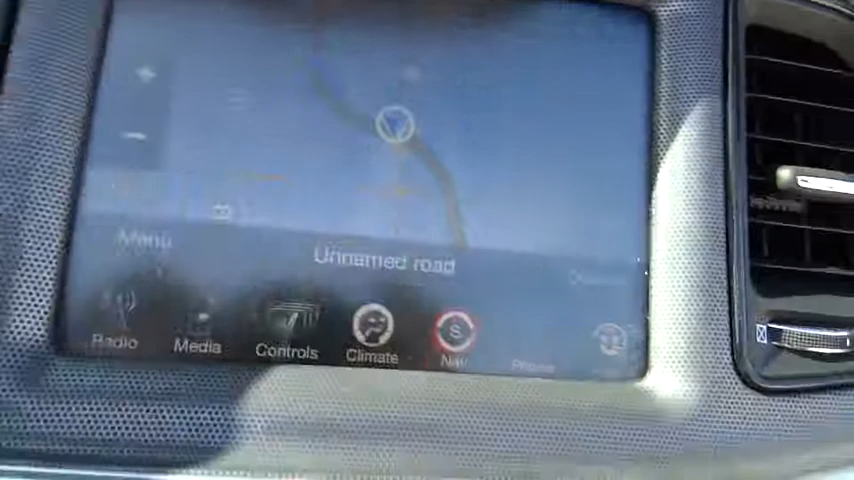 Menu
Unnamed road
Radio
Media
Controls
Climate
S
Nav
Phone